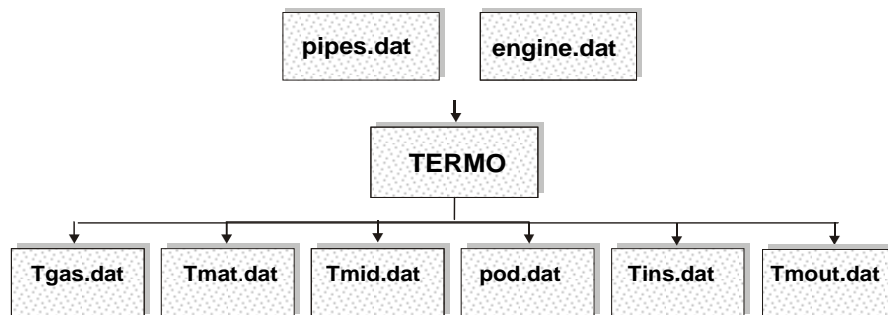 pipes.dat engine.dat
TERMO
Tgas.dat Tmat.dat Tmid.dat pod.dat Tins.dat Tmout.dat